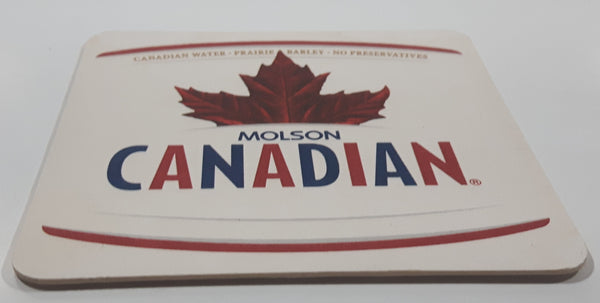 CANADIAN WATER · PRAIRIE BARLEY · NO PRESERVATIVES
MOLSON
CANADIAN®